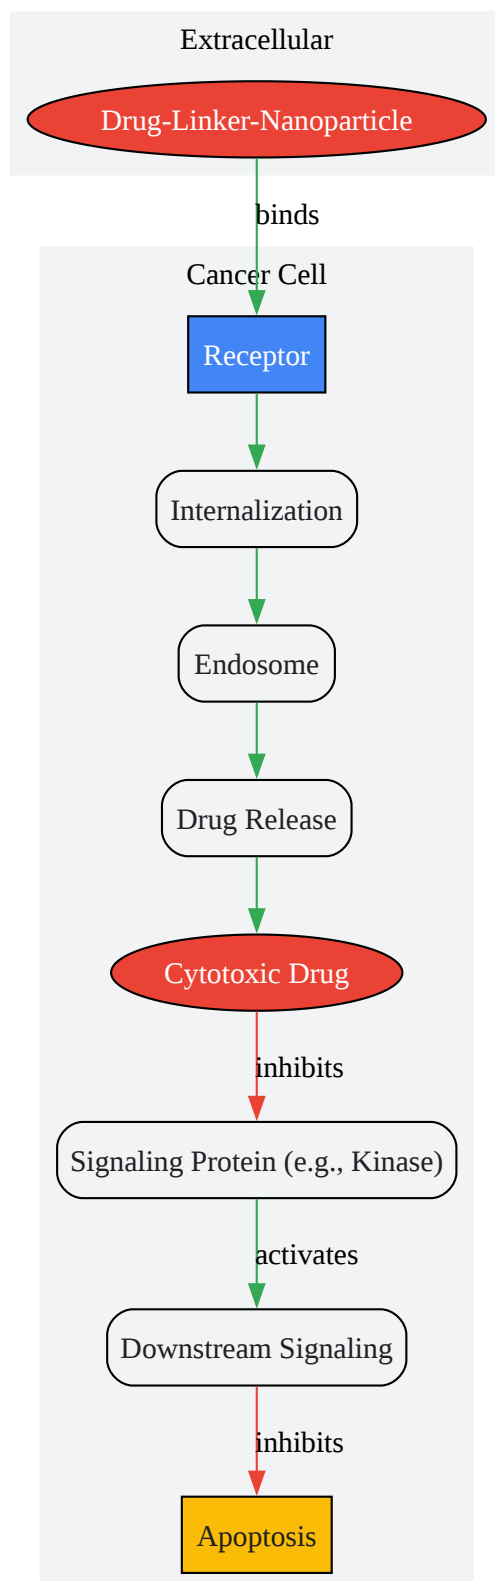 Extracellular
Drug-Linker-Nanoparticle
binds
Cancer Cell
Receptor
Internalization
Endosome
Drug Release
Cytotoxic Drug
inhibits
Signaling Protein (e.g., Kinase)
activates
Downstream Signaling
inhibits
Apoptosis